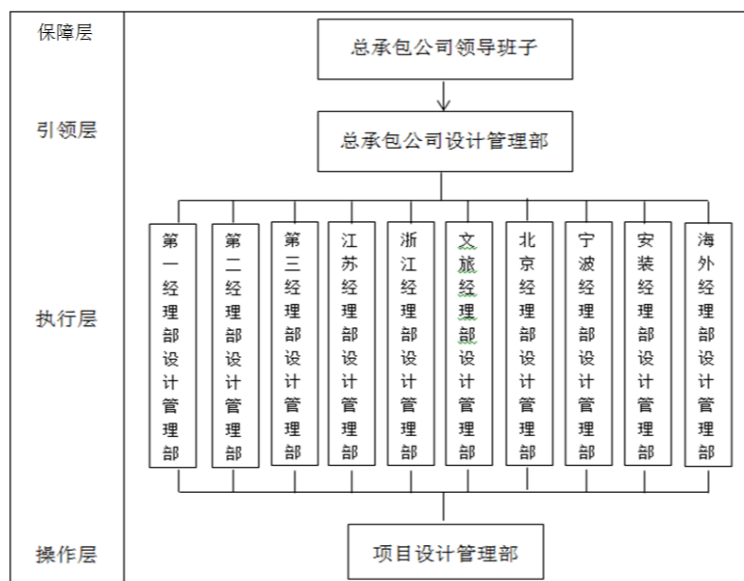 保障层
总承包公司领导班子
引领层
总承包公司设计管理部
执行层
第一经理部设计管理部
第二经理部设计管理部
第三经理部设计管理部
江苏经理部设计管理部
浙江经理部设计管理部
文旅经理部设计管理部
北京经理部设计管理部
宁波经理部设计管理部
安装经理部设计管理部
海外经理部设计管理部
操作层
项目设计管理部